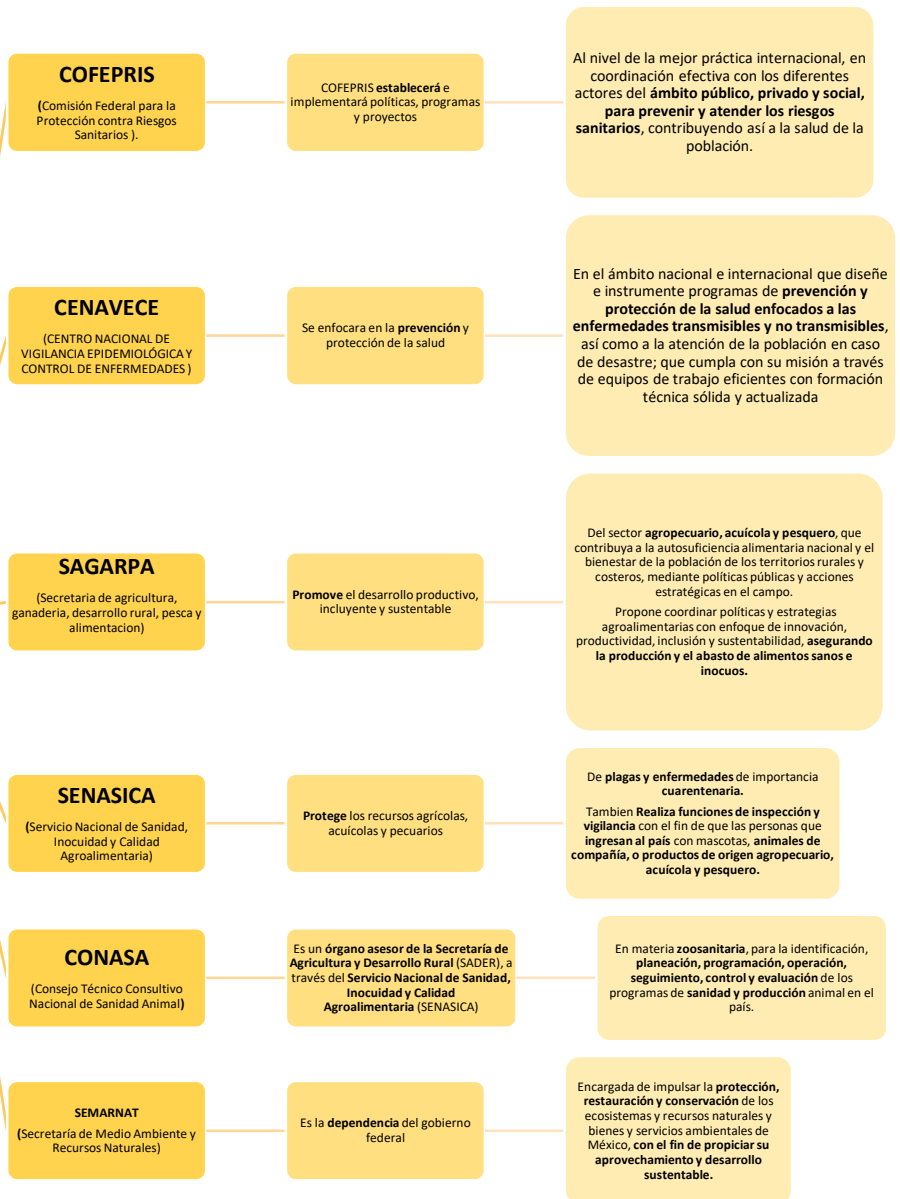 COFEPRIS
(Comisión Federal para la
Protección contra Riesgos
Sanitarios ).
COFEPRIS establecerá e
implementará políticas, programas
y proyectos
Al nivel de la mejor práctica internacional, en
coordinación efectiva con los diferentes
actores del ámbito público, privado y social,
para prevenir y atender los riesgos
sanitarios, contribuyendo así a la salud de la
población.
CENAVECE
(CENTRO NACIONAL DE
VIGILANCIA EPIDEMIOLÓGICA Y
CONTROL DE ENFERMEDADES )
Se enfocara en la prevención y
protección de la salud
En el ámbito nacional e internacional que diseñe
e instrumente programas de prevención y
protección de la salud enfocados a las
enfermedades transmisibles y no transmisibles,
así como a la atención de la población en caso
de desastre; que cumpla con su misión a través
de equipos de trabajo eficientes con formación
técnica sólida y actualizada
SAGARPA
(Secretaria de agricultura,
ganaderia, desarrollo rural, pesca y
alimentacion)
Promove el desarrollo productivo,
incluyente y sustentable
Del sector agropecuario, acuícola y pesquero, que
contribuya a la autosuficiencia alimentaria nacional y el
bienestar de la población de los territorios rurales y
costeros, mediante políticas públicas y acciones
estratégicas en el campo.
Propone coordinar políticas y estrategias
agroalimentarias con enfoque de innovación,
productividad, inclusión y sustentabilidad, asegurando
la producción y el abasto de alimentos sanos e
inocuos.
SENASICA
(Servicio Nacional de Sanidad,
Inocuidad y Calidad
Agroalimentaria)
Protege los recursos agrícolas,
acuícolas y pecuarios
De plagas y enfermedades de importancia
cuarentenaria.
Tambien Realiza funciones de inspección y
vigilancia con el fin de que las personas que
ingresan al país con mascotas, animales de
compañía, o productos de origen agropecuario,
acuícola y pesquero.
CONASA
(Consejo Técnico Consultivo
Nacional de Sanidad Animal)
Es un órgano asesor de la Secretaría de
Agricultura y Desarrollo Rural (SADER), a
través del Servicio Nacional de Sanidad,
Inocuidad y Calidad
Agroalimentaria (SENASICA)
En materia zoosanitaria, para la identificación,
planeación, programación, operación,
seguimiento, control y evaluación de los
programas de sanidad y producción animal en el
país.
SEMARNAT
(Secretaría de Medio Ambiente y
Recursos Naturales)
Es la dependencia del gobierno
federal
Encargada de impulsar la protección,
restauración y conservación de los
ecosistemas y recursos naturales y
bienes y servicios ambientales de
México, con el fin de propiciar su
aprovechamiento y desarrollo
sustentable.